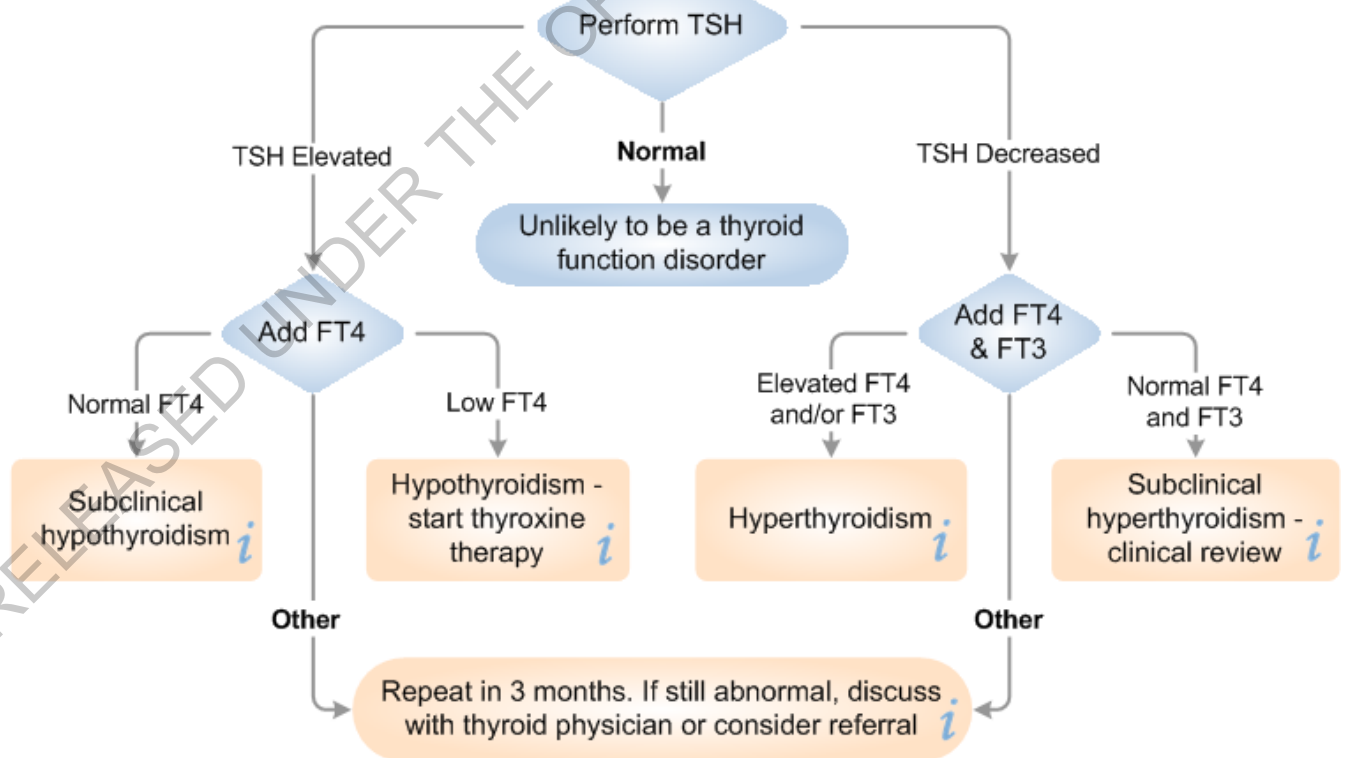 Perform TSH
TSH Elevated
Normal
TSH Decreased
Unlikely to be a thyroid
function disorder
Add FT4
Add FT4
& FT3
Normal FT4
Low FT4
Elevated FT4
and/or FT3
Normal FT4
and FT3
Subclinical
hypothyroidism i
Hypothyroidism -
start thyroxine
therapy i
Hyperthyroidism i
Subclinical
hyperthyroidism -
clinical review i
Other
Other
Repeat in 3 months. If still abnormal, discuss
with thyroid physician or consider referral i
RELEASED UNDER THE